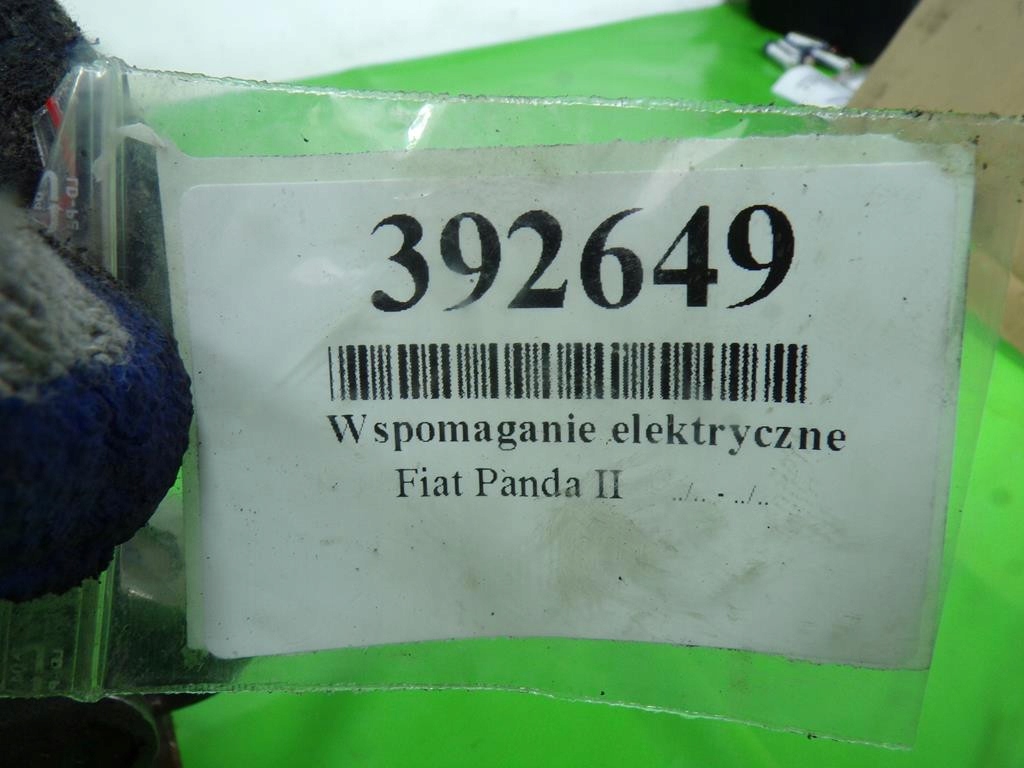 392649
Wspomaganie elektryczne
Fiat Panda II ../.. - ../..